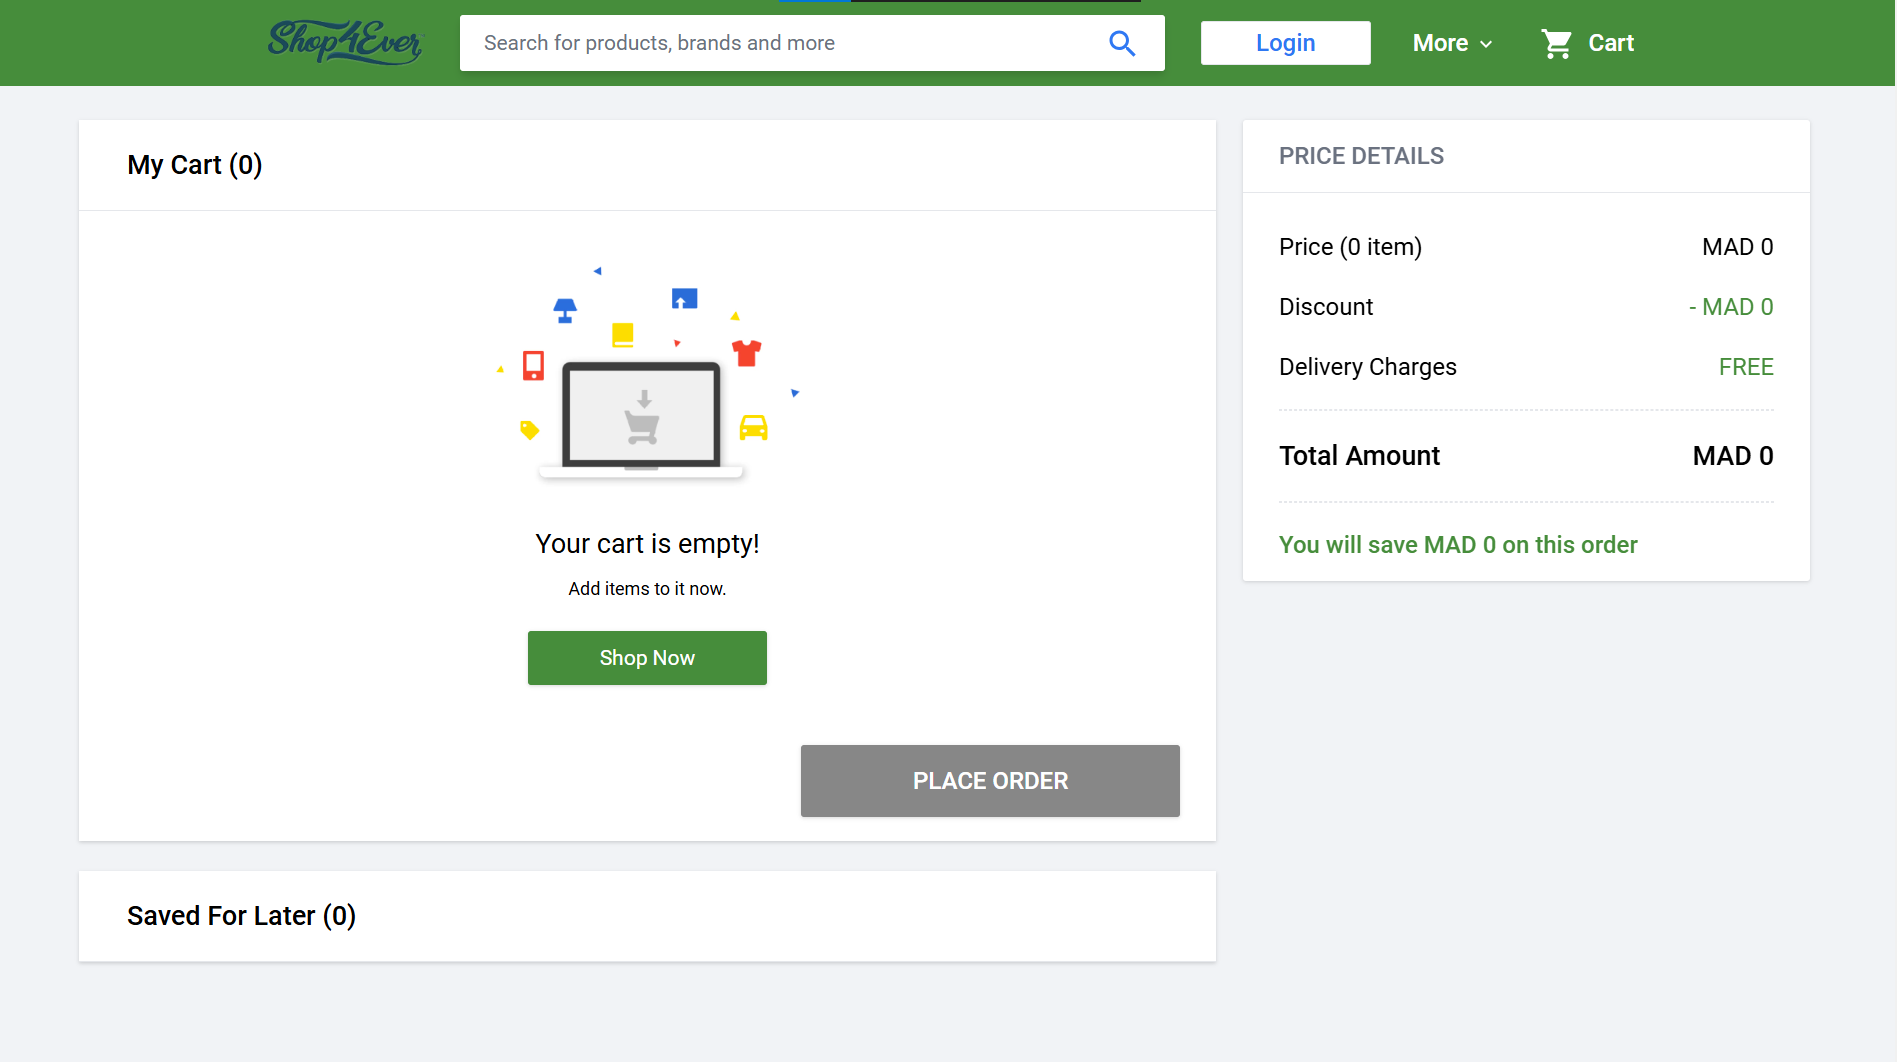 Shop4Ever
Search for products, brands and more
Login
More
Cart
My Cart (0)
Your cart is empty!
Add items to it now.
Shop Now
PLACE ORDER
Saved For Later (0)
PRICE DETAILS
Price (0 item) MAD 0
Discount - MAD 0
Delivery Charges FREE
Total Amount MAD 0
You will save MAD 0 on this order